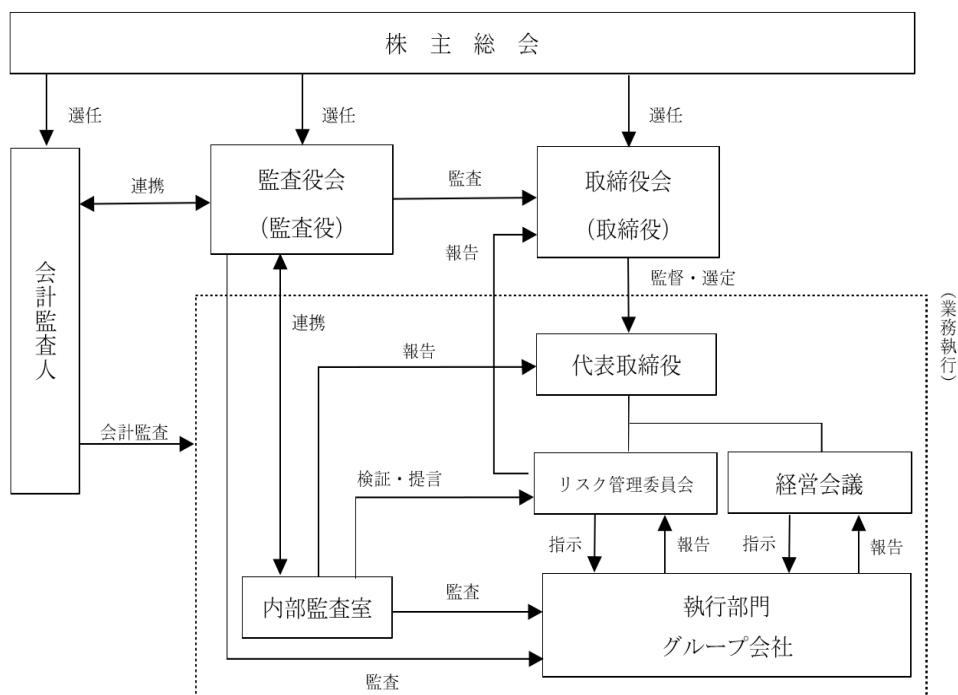 株主総会
選任
選任
選任
会計監査人
監査役会
(監査役)
取締役会
(取締役)
連携
監査
報告
監督・選定
(業務執行)
連携
報告
代表取締役
会計監査
検証・提言
リスク管理委員会
経営会議
指示
報告
指示
報告
内部監査室
監査
執行部門
グループ会社
監査